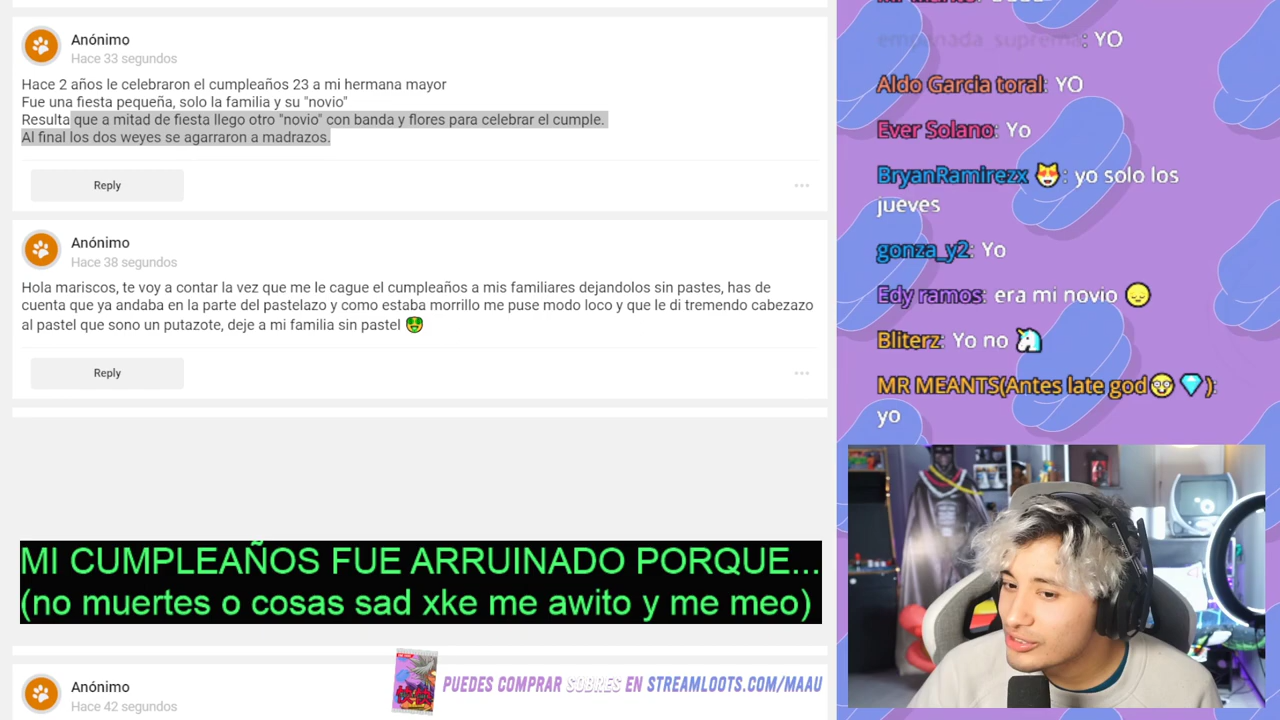 Anónimo
Hace 33 segundos
Hace 2 años le celebraron el cumpleaños 23 a mi hermana mayor
Fue una fiesta pequeña, solo la familia y su "novio"
Resulta que a mitad de fiesta llego otro "novio" con banda y flores para celebrar el cumple.
Al final los dos weyes se agarraron a madrazos.
Reply
Anónimo
Hace 38 segundos
Hola mariscos, te voy a contar la vez que me le cague el cumpleaños a mis familiares dejandolos sin pastes, has de
cuenta que ya andaba en la parte del pastelazo y como estaba morrillo me puse modo loco y que le di tremendo cabezazo
al pastel que sono un putazote, deje a mi familia sin pastel 🤑
Reply
MI CUMPLEAÑOS FUE ARRUINADO PORQUE...
(no muertes o cosas sad xke me awito y me meo)
PUEDES COMPRAR SOBRES EN STREAMLOOTS.COM/MAAU
Anónimo
Hace 42 segundos
: YO
Aldo Garcia toral: YO
Ever Solano: Yo
BryanRamirezx 😻: yo solo los
jueves
gonza_y2: Yo
Edy ramos: era mi novio 😔
Bliterz: Yo no 🦄
MR MEANTS(Antes late god🤓💎):
yo